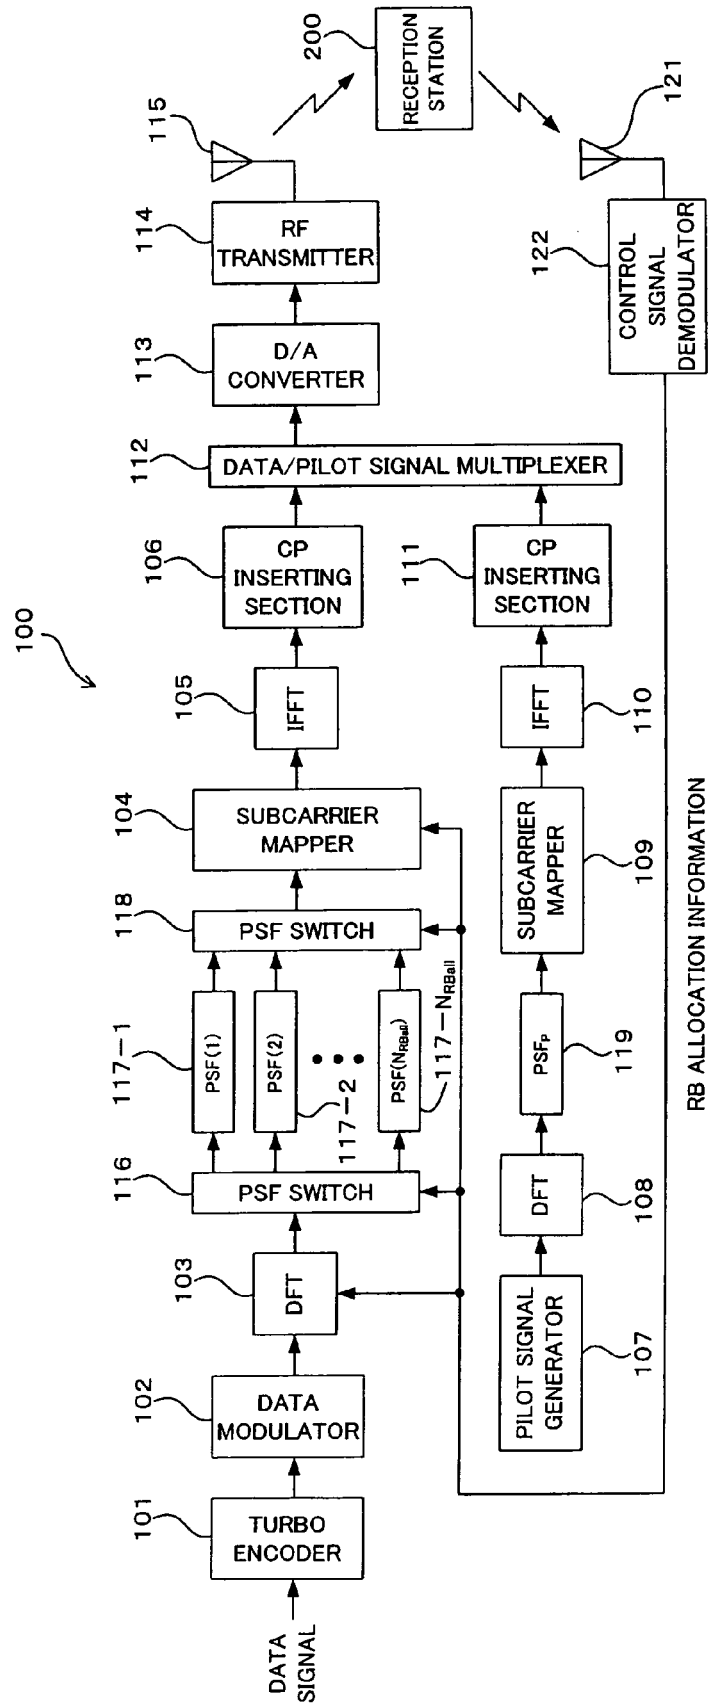 100
DATA
SIGNAL
101
TURBO
ENCODER
102
DATA
MODULATOR
103
DFT
116
PSF SWITCH
117-1
PSF(1)
PSF(2)
117-2
PSF(NRBall)
117-NRBall
118
PSF SWITCH
104
SUBCARRIER
MAPPER
105
IFFT
106
CP
INSERTING
SECTION
112
DATA/PILOT SIGNAL MULTIPLEXER
113
D/A
CONVERTER
114
RF
TRANSMITTER
115
200
RECEPTION
STATION
121
122
CONTROL
SIGNAL
DEMODULATOR
PILOT SIGNAL
GENERATOR
107
DFT
108
PSFP
119
SUBCARRIER
MAPPER
109
IFFT
110
111
CP
INSERTING
SECTION
RB ALLOCATION INFORMATION